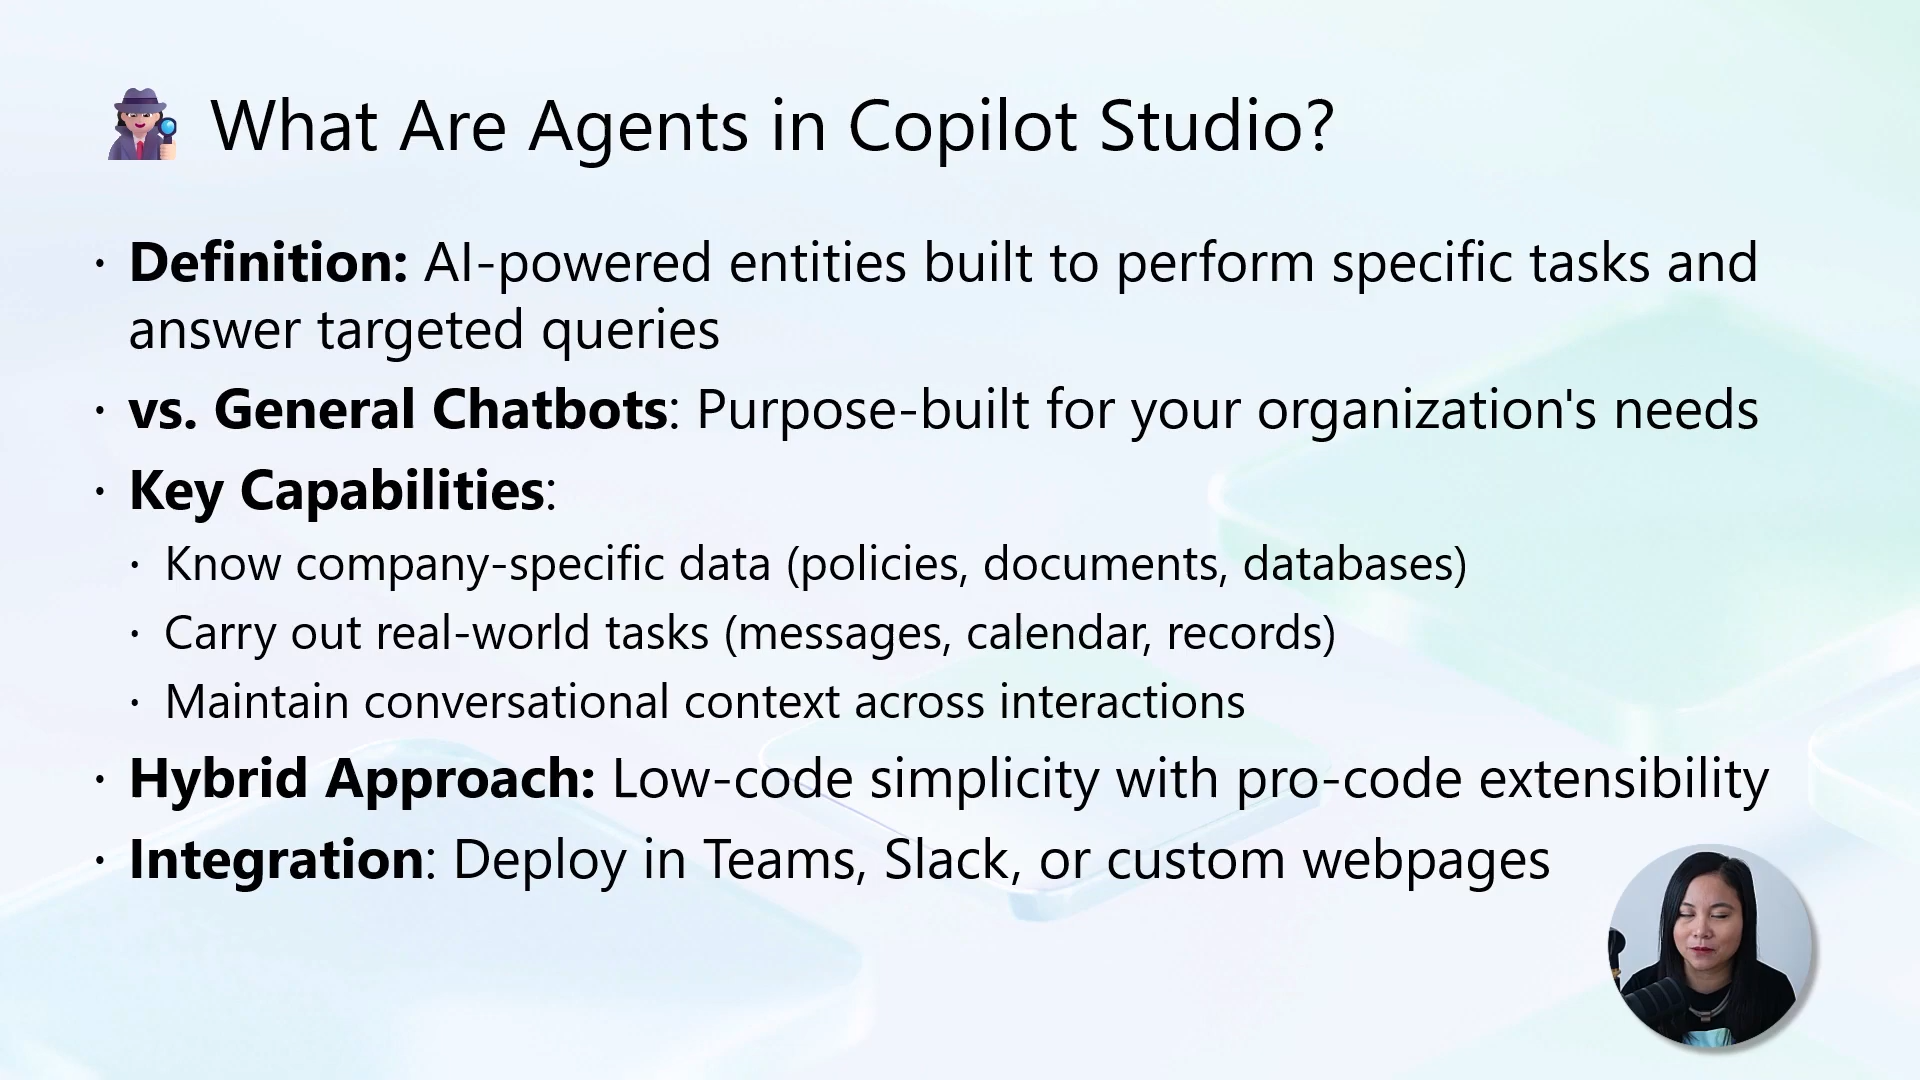 What Are Agents in Copilot Studio?
• Definition: AI-powered entities built to perform specific tasks and
answer targeted queries
• vs. General Chatbots: Purpose-built for your organization's needs
• Key Capabilities:
• Know company-specific data (policies, documents, databases)
• Carry out real-world tasks (messages, calendar, records)
• Maintain conversational context across interactions
• Hybrid Approach: Low-code simplicity with pro-code extensibility
• Integration: Deploy in Teams, Slack, or custom webpages